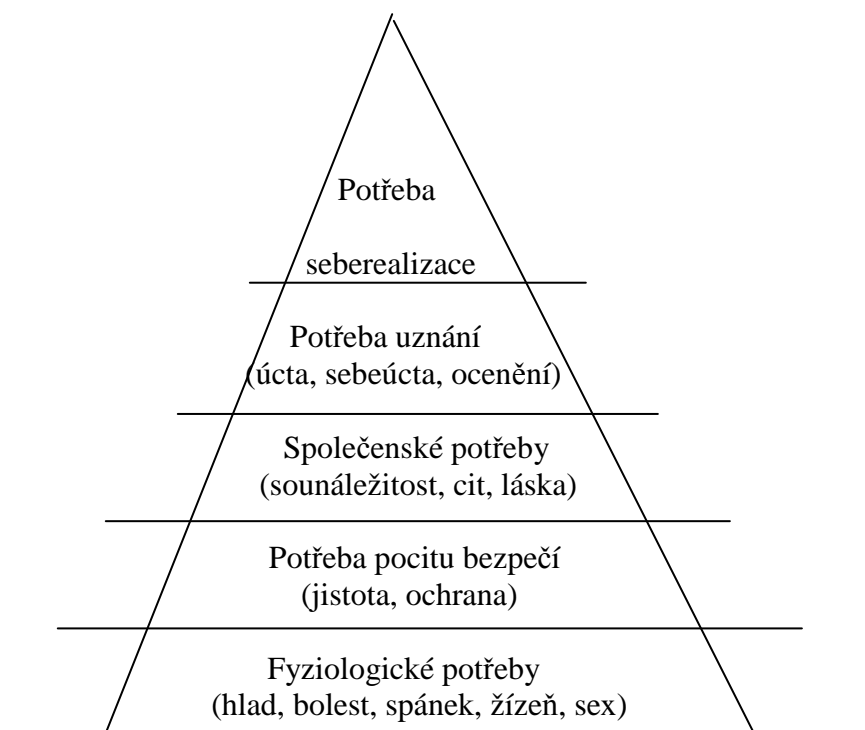 Potřeba
seberealizace
Potřeba uznání
(úcta, sebeúcta, ocenění)
Společenské potřeby
(sounáležitost, cit, láska)
Potřeba pocitu bezpečí
(jistota, ochrana)
Fyziologické potřeby
(hlad, bolest, spánek, žízeň, sex)